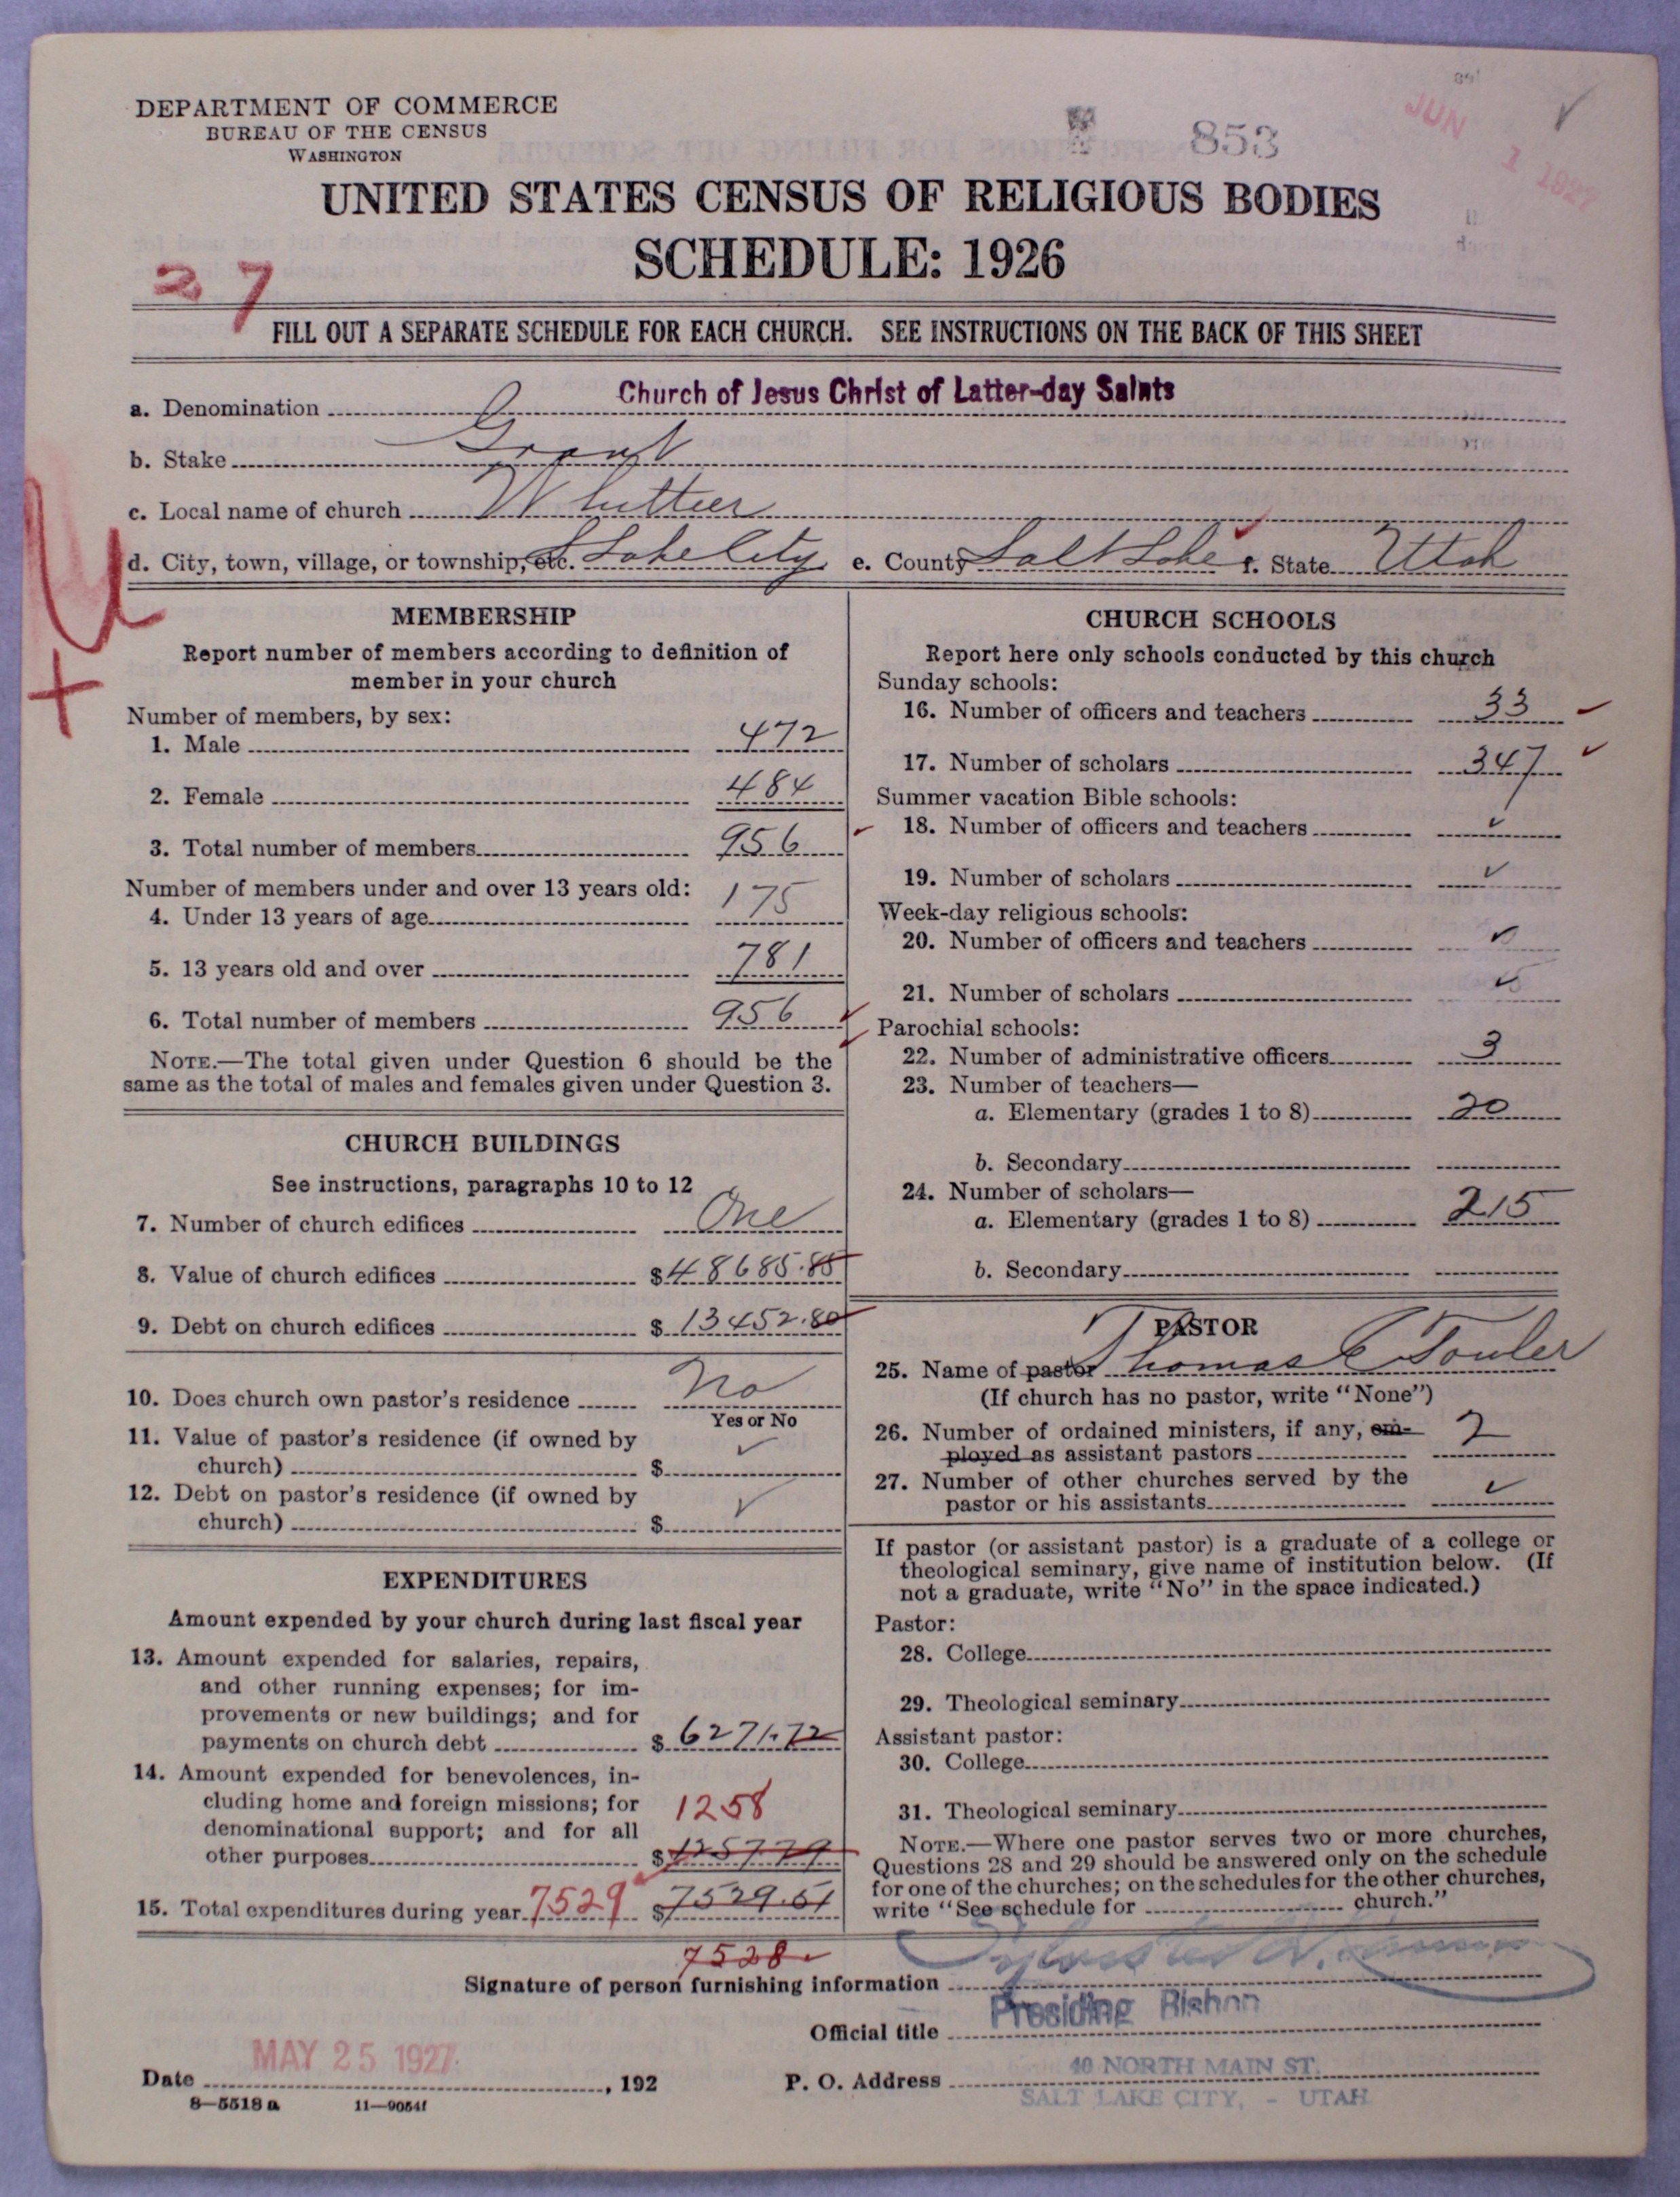 DEPARTMENT OF COMMERCE
BUREAU OF THE CENSUS
WASHINGTON
853
JUN 1 1927
UNITED STATES CENSUS OF RELIGIOUS BODIES
SCHEDULE: 1926
27
FILL OUT A SEPARATE SCHEDULE FOR EACH CHURCH. SEE INSTRUCTIONS ON THE BACK OF THIS SHEET
a. Denomination Church of Jesus Christ of Latter-day Saints
b. Stake Grant
c. Local name of church Whittier
d. City, town, village, or township, etc. S Lake City e. County Salt Lake f. State Utah
MEMBERSHIP
Report number of members according to definition of
member in your church
Number of members, by sex:
1. Male 472
2. Female 484
3. Total number of members 956
Number of members under and over 13 years old:
4. Under 13 years of age 175
5. 13 years old and over 781
6. Total number of members 956
NOTE.—The total given under Question 6 should be the
same as the total of males and females given under Question 3.
CHURCH BUILDINGS
See instructions, paragraphs 10 to 12
7. Number of church edifices One
8. Value of church edifices $48685.85
9. Debt on church edifices $13452.80
10. Does church own pastor's residence No
Yes or No
11. Value of pastor's residence (if owned by
church) $ ✓
12. Debt on pastor's residence (if owned by
church) $ ✓
EXPENDITURES
Amount expended by your church during last fiscal year
13. Amount expended for salaries, repairs,
and other running expenses; for im-
provements or new buildings; and for
payments on church debt $6271.72
14. Amount expended for benevolences, in-
cluding home and foreign missions; for
denominational support; and for all 1258
other purposes $1257.79
15. Total expenditures during year 7529 $7529.51
7528
CHURCH SCHOOLS
Report here only schools conducted by this church
Sunday schools:
16. Number of officers and teachers 33
17. Number of scholars 347
Summer vacation Bible schools:
18. Number of officers and teachers ✓
19. Number of scholars ✓
Week-day religious schools:
20. Number of officers and teachers ✓
21. Number of scholars ✓
Parochial schools:
22. Number of administrative officers 3
23. Number of teachers—
a. Elementary (grades 1 to 8) 20
b. Secondary
24. Number of scholars—
a. Elementary (grades 1 to 8) 215
b. Secondary
PASTOR
25. Name of pastor Thomas E Towler
(If church has no pastor, write "None")
26. Number of ordained ministers, if any, em-
ployed as assistant pastors 2
27. Number of other churches served by the
pastor or his assistants ✓
If pastor (or assistant pastor) is a graduate of a college or
theological seminary, give name of institution below. (If
not a graduate, write "No" in the space indicated.)
Pastor:
28. College
29. Theological seminary
Assistant pastor:
30. College
31. Theological seminary
NOTE.—Where one pastor serves two or more churches,
Questions 28 and 29 should be answered only on the schedule
for one of the churches; on the schedules for the other churches,
write "See schedule for church."
Signature of person furnishing information Sylvester Q. Cannon
Official title Presiding Bishop
Date MAY 25 1927, 192
P. O. Address 40 NORTH MAIN ST.
SALT LAKE CITY, - UTAH
8—5518 a 11—9054f